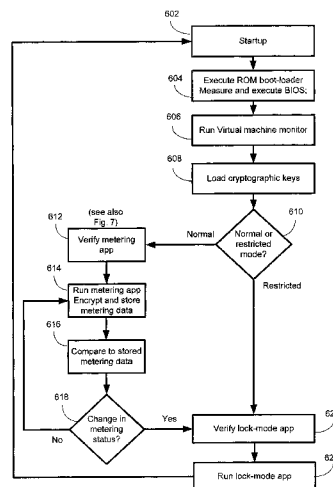 602
Startup
604
Execute ROM boot-loader
Measure and execute BIOS;
606
Run Virtual machine monitor
608
Load cryptographic keys
610
Normal or
restricted
mode?
Normal
Restricted
(see also
Fig. 7)
612
Verify metering
app
614
Run metering app
Encrypt and store
metering data
616
Compare to stored
metering data
618
Change in
metering
status?
Yes
No
Verify lock-mode app
Run lock-mode app